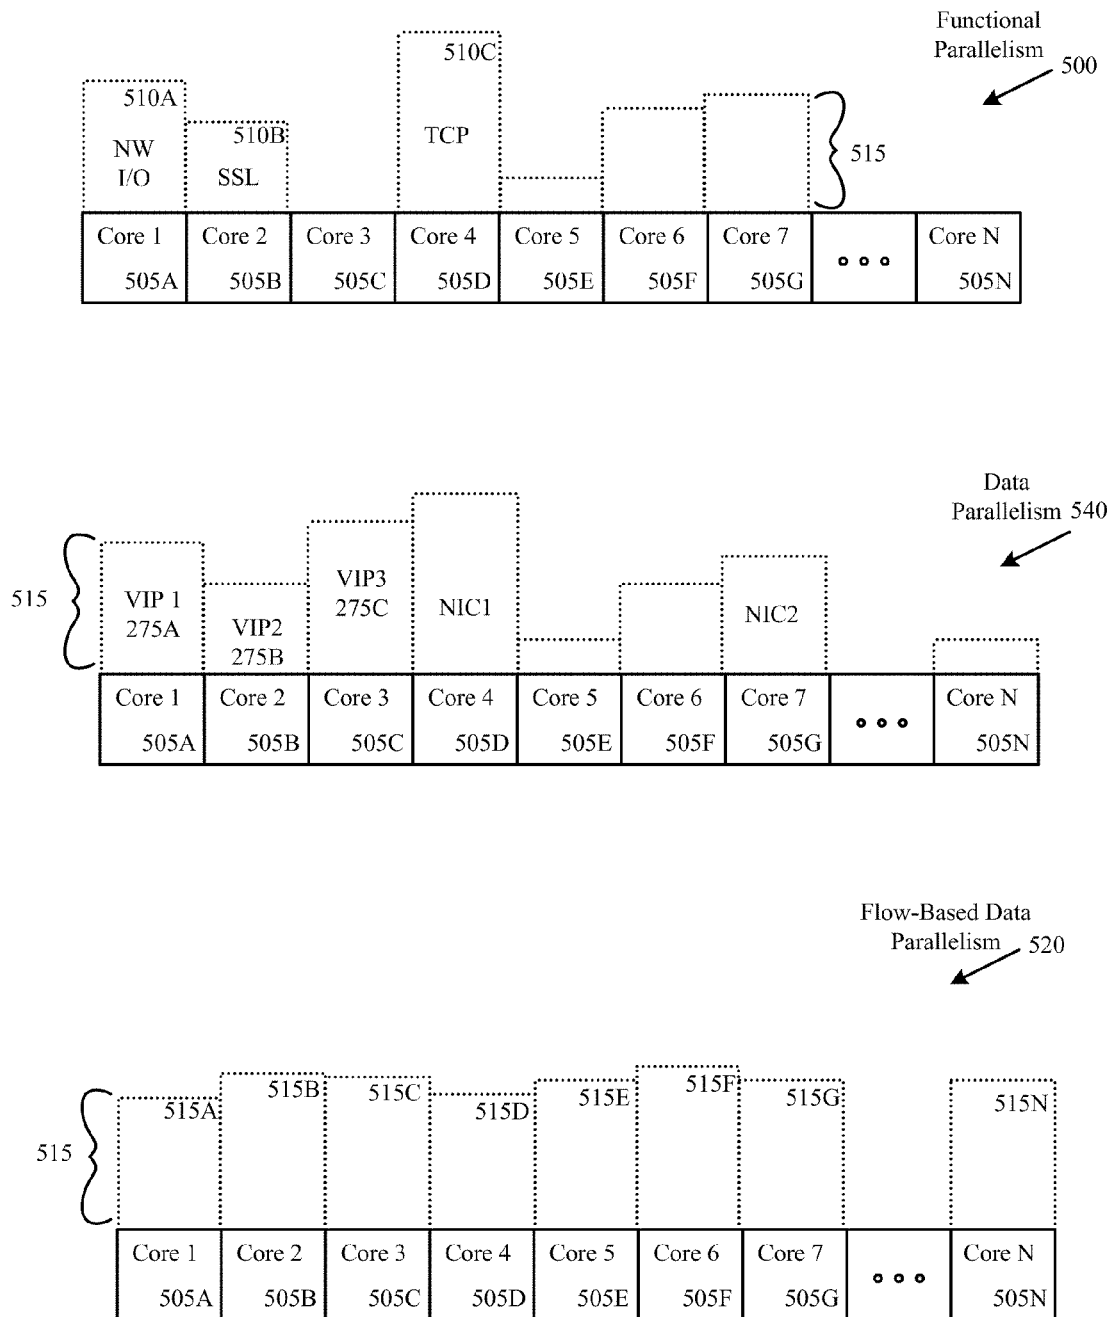 Functional
Parallelism
500
510A
NW
I/O
510B
SSL
510C
TCP
515
Core 1 Core 2 Core 3 Core 4 Core 5 Core 6 Core 7 Core N
505A 505B 505C 505D 505E 505F 505G 505N
Data
Parallelism 540
515
VIP 1
275A
VIP2
275B
VIP3
275C
NIC1
NIC2
Core 1 Core 2 Core 3 Core 4 Core 5 Core 6 Core 7 Core N
505A 505B 505C 505D 505E 505F 505G 505N
Flow-Based Data
Parallelism 520
515
515A 515B 515C 515D 515E 515F 515G 515N
Core 1 Core 2 Core 3 Core 4 Core 5 Core 6 Core 7 Core N
505A 505B 505C 505D 505E 505F 505G 505N